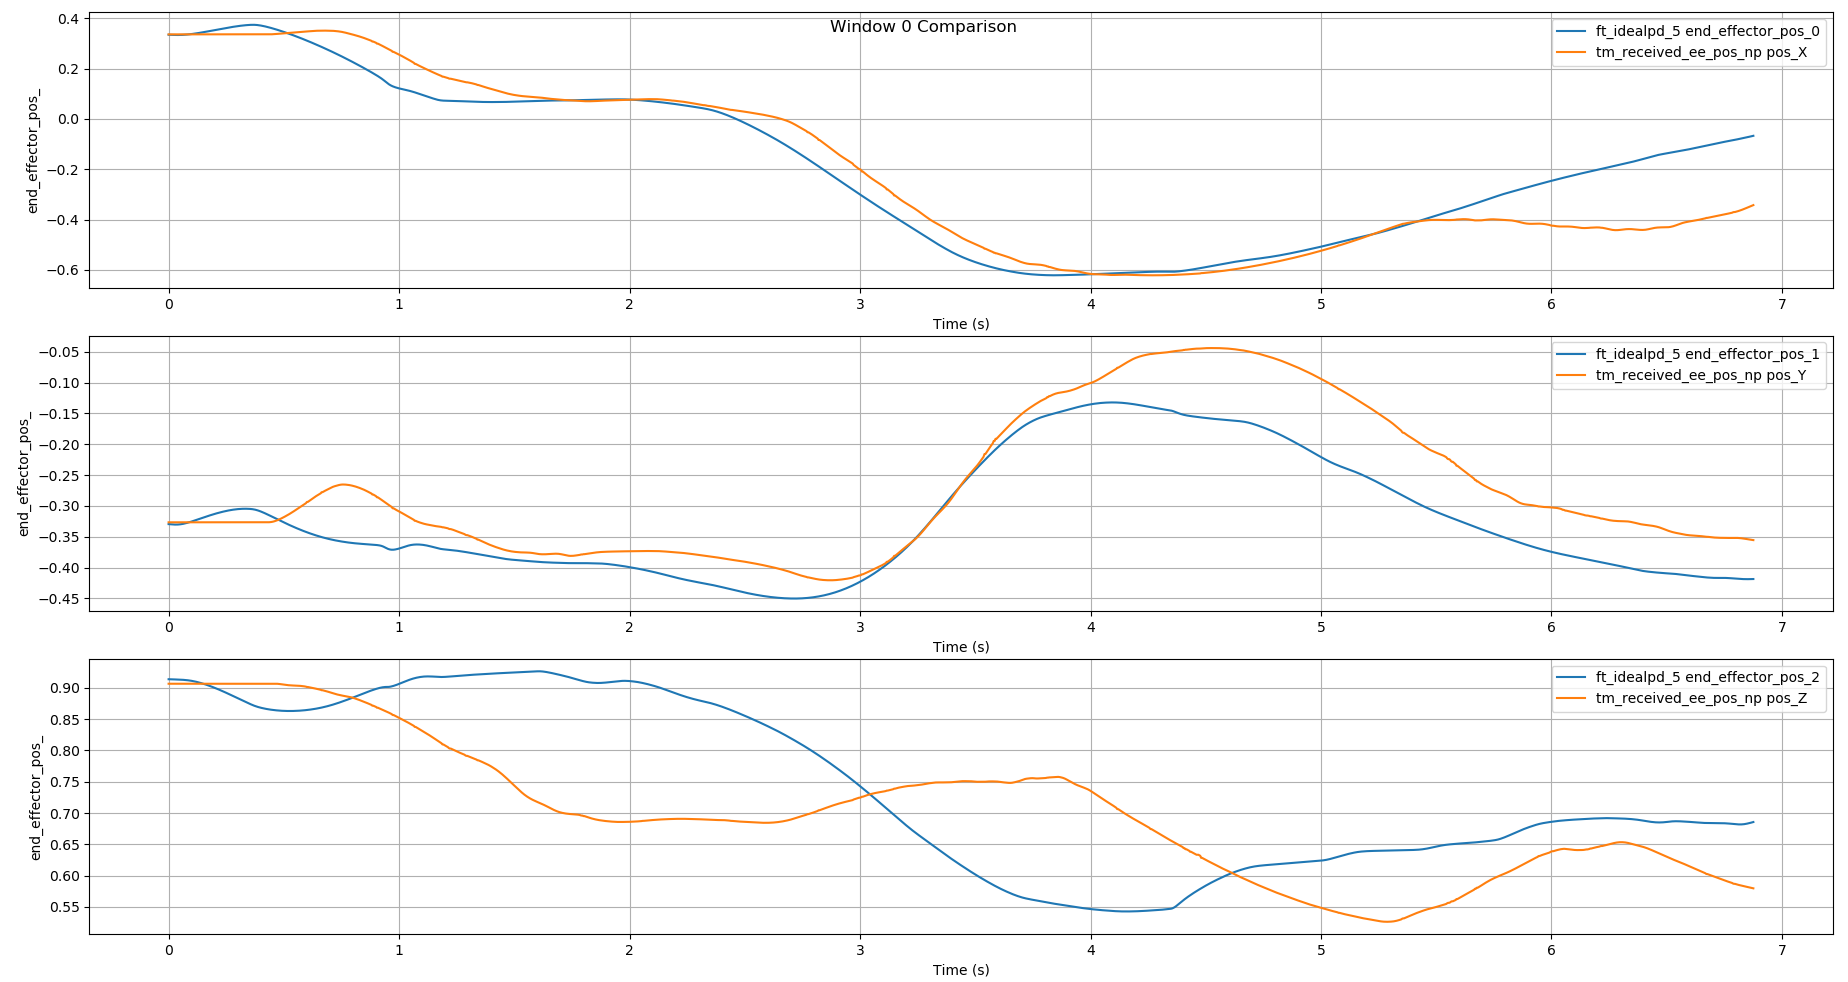 Window 0 Comparison
ft_idealpd_5 end_effector_pos_0
tm_received_ee_pos_np pos_X
end_effector_pos_
0.4
0.2
0.0
−0.2
−0.4
−0.6
0 1 2 3 4 5 6 7
Time (s)
ft_idealpd_5 end_effector_pos_1
tm_received_ee_pos_np pos_Y
end_effector_pos_
−0.05
−0.10
−0.15
−0.20
−0.25
−0.30
−0.35
−0.40
−0.45
0 1 2 3 4 5 6 7
Time (s)
ft_idealpd_5 end_effector_pos_2
tm_received_ee_pos_np pos_Z
end_effector_pos_
0.90
0.85
0.80
0.75
0.70
0.65
0.60
0.55
0 1 2 3 4 5 6 7
Time (s)